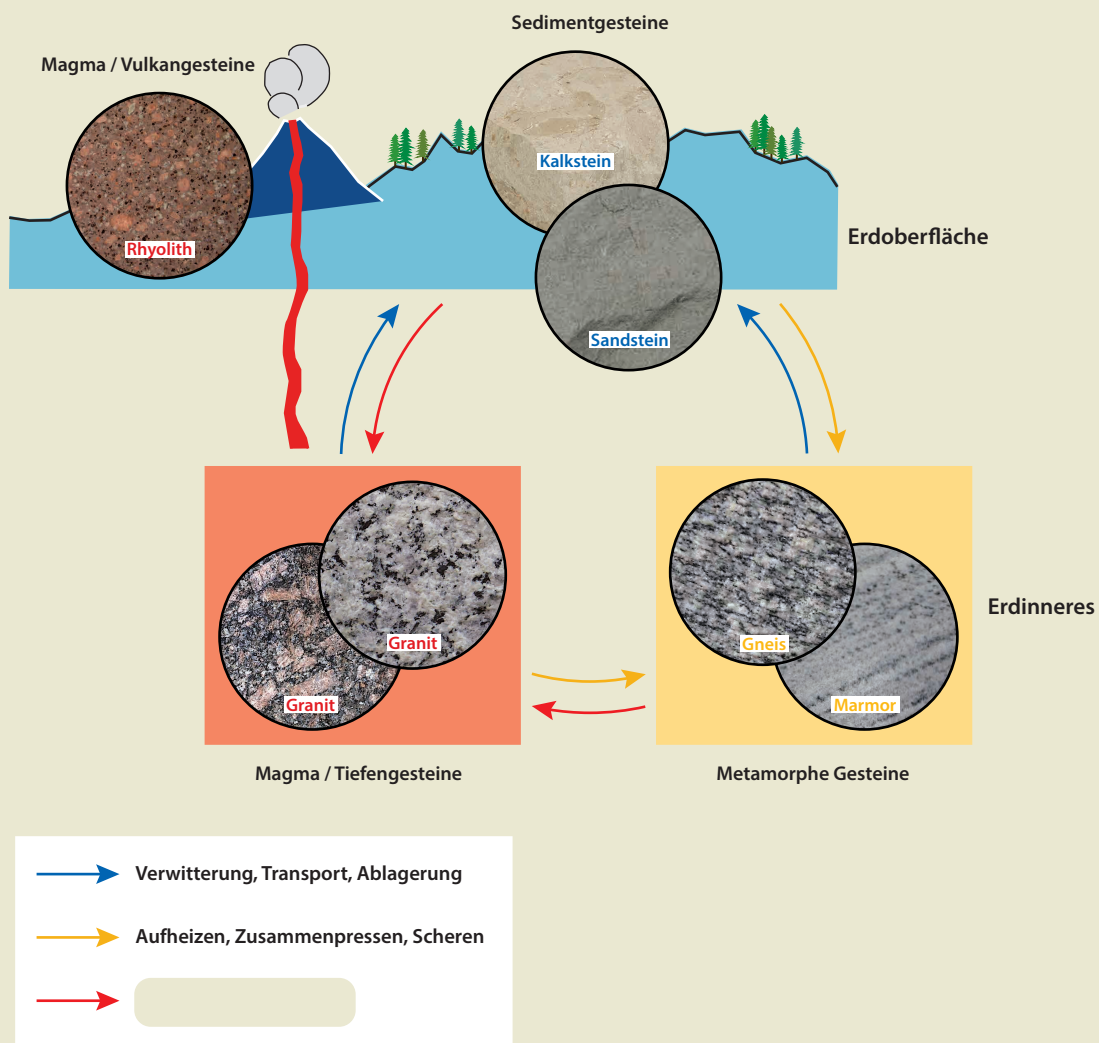 Sedimentgesteine
Magma / Vulkangesteine
Kalkstein
Rhyolith
Erdoberfläche
Sandstein
Granit
Gneis
Erdinneres
Granit
Marmor
Magma / Tiefengesteine
Metamorphe Gesteine
Verwitterung, Transport, Ablagerung
Aufheizen, Zusammenpressen, Scheren